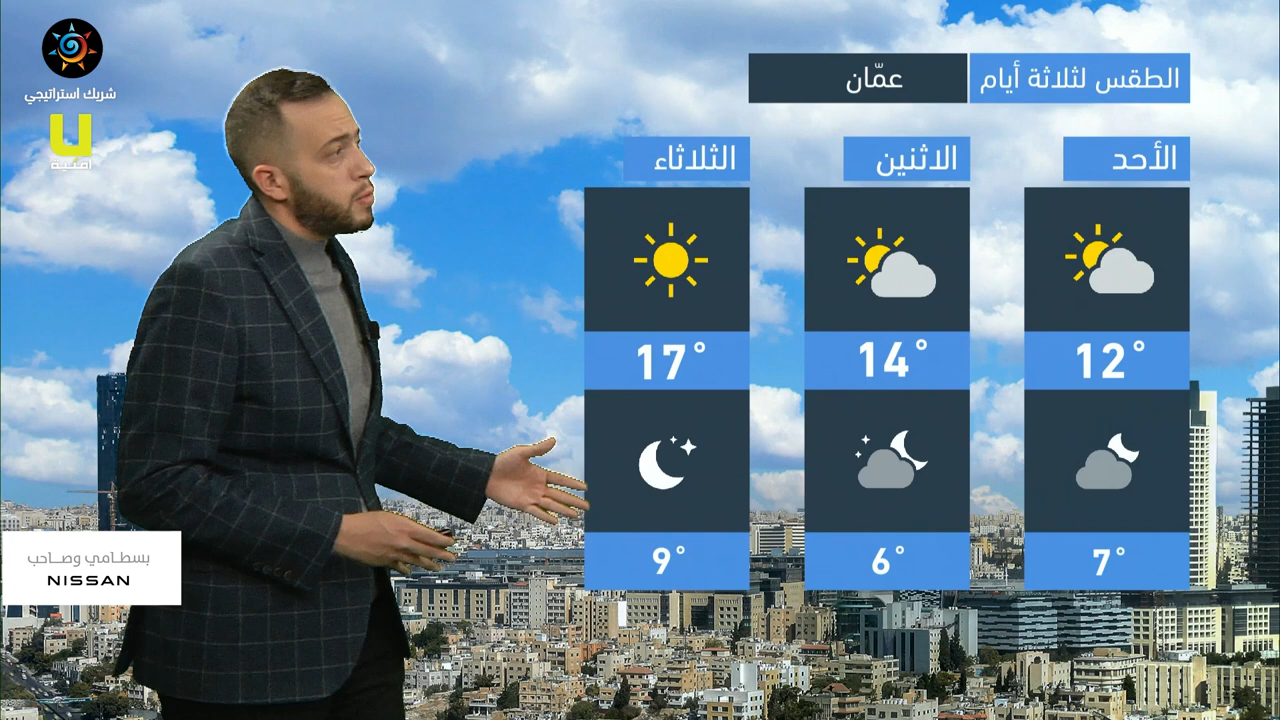 الطقس لثلاثة أيام
عمّان
الأحد
الاثنين
الثلاثاء
12°
14°
17°
7°
6°
9°
شريك استراتيجي
U
أمنية
بسطامي وصاحب
NISSAN